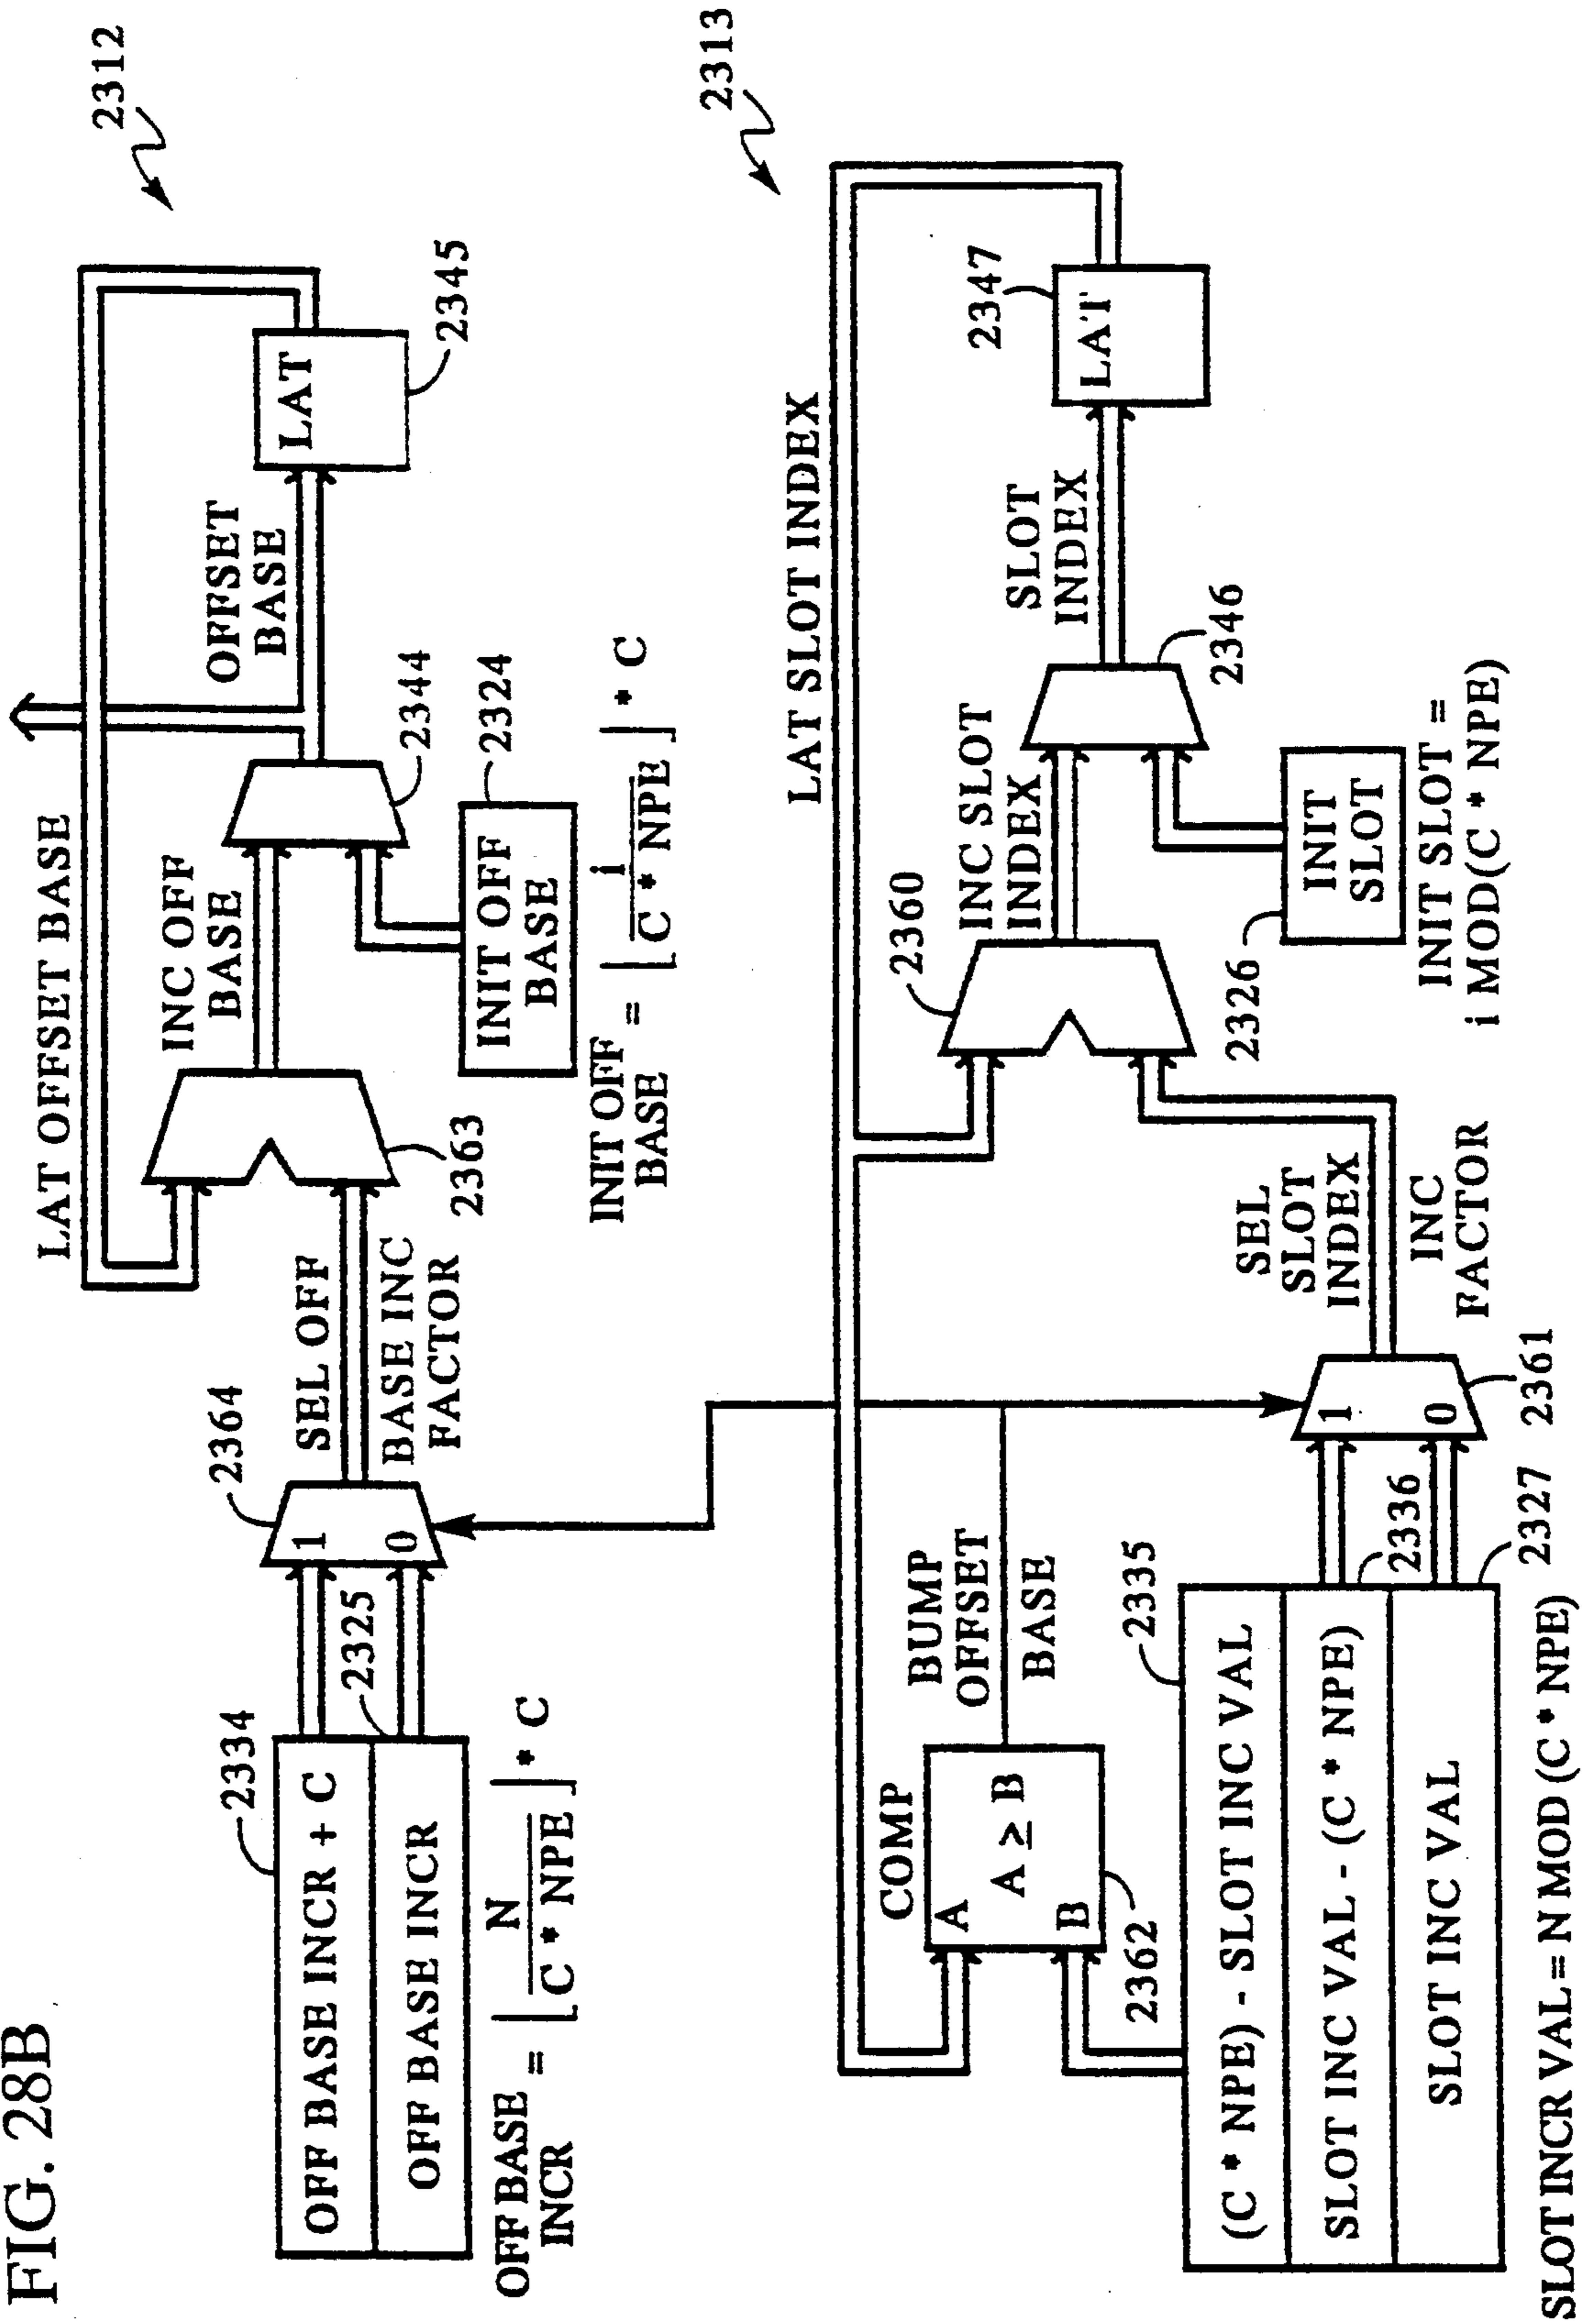 FIG. 28B
2312
LAT OFFSET BASE
2334
OFF BASE INCR + C
OFF BASE INCR
2325
OFF BASE
INCR
= ⌊ N / C * NPE ⌋ * C
2364
1
0
SEL OFF
BASE INC
FACTOR
2363
INC OFF
BASE
2344
INIT OFF
BASE
2324
INIT OFF
BASE
= ⌊ i / C * NPE ⌋ * C
OFFSET
BASE
LAT
2345
2313
LAT SLOT INDEX
COMP
A
B
A ≥ B
2362
BUMP
OFFSET
BASE
2335
(C * NPE) - SLOT INC VAL
SLOT INC VAL - (C * NPE)
SLOT INC VAL
2336
2327
SLOT INCR VAL = N MOD (C * NPE)
1
0
2361
SEL
SLOT
INDEX
INC
FACTOR
2360
INC SLOT
INDEX
2346
2326
INIT
SLOT
INIT SLOT =
i MOD(C * NPE)
SLOT
INDEX
2347
LAT